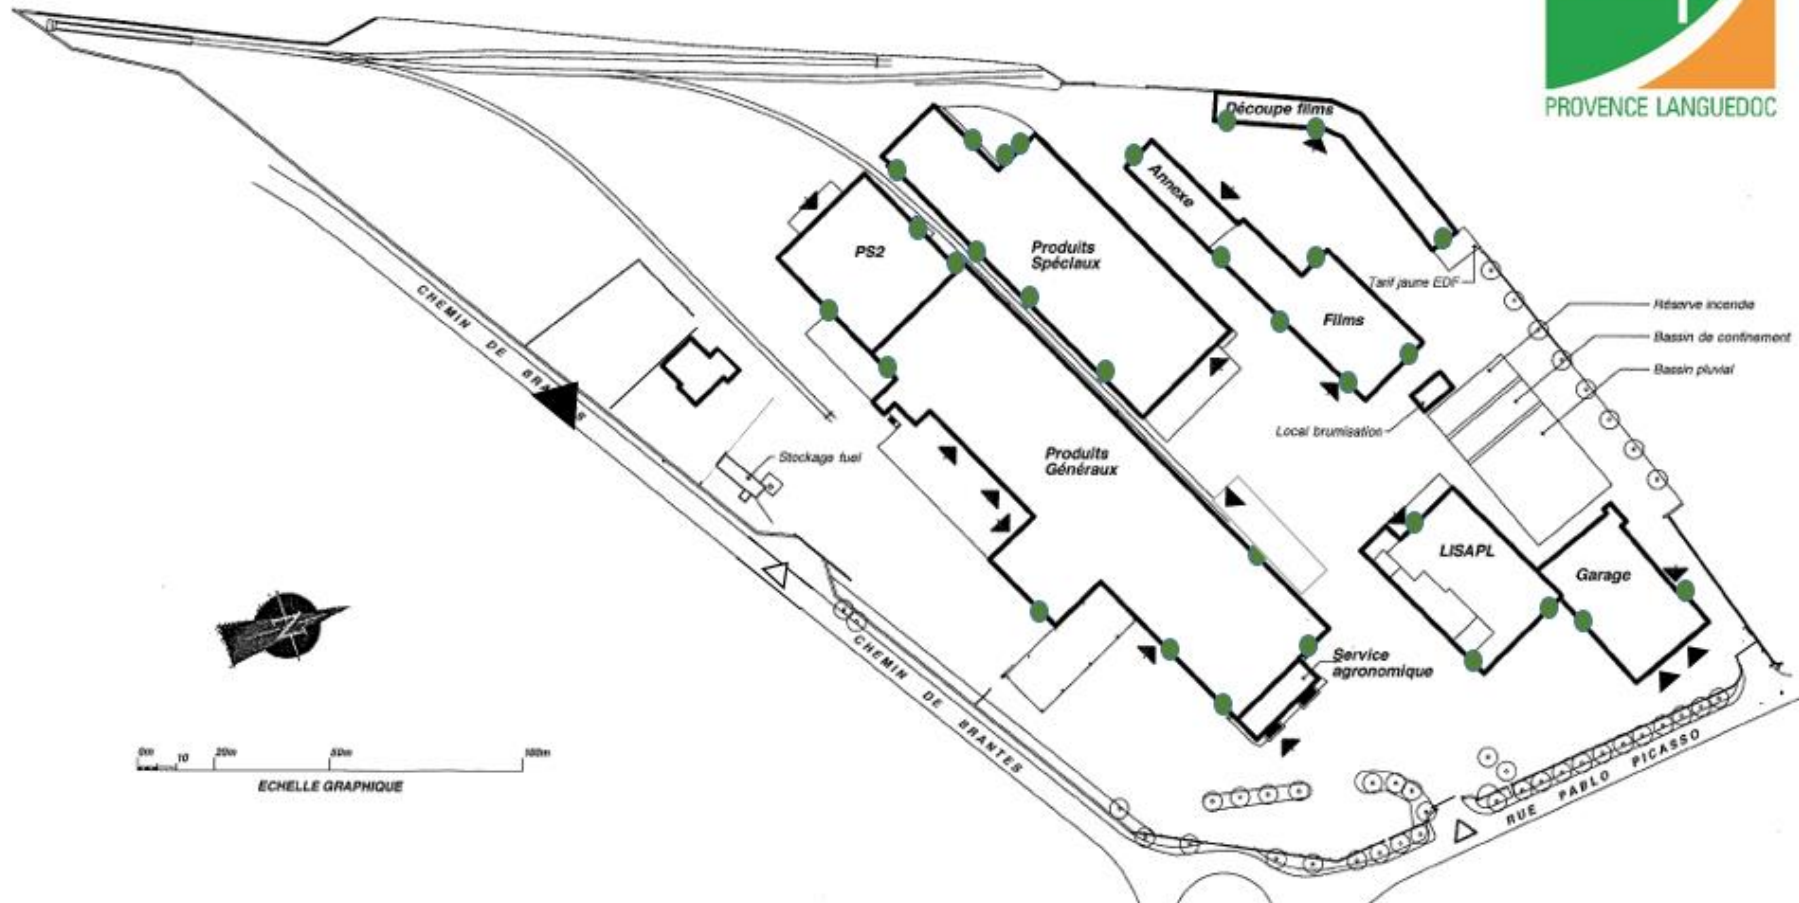 PROVENCE LANGUEDOC
Découpe films
Annexe
PS2
Produits
Spéciaux
Tarif jaune EDF
Films
Réserve incendie
Bassin de confinement
Bassin pluvial
Local brumisation
CHEMIN DE BRANTES
Stockage fuel
Produits
Généraux
LISAPL
Garage
Service
agronomique
CHEMIN DE BRANTES
0m 10 20m 50m 100m
ECHELLE GRAPHIQUE
RUE PABLO PICASSO